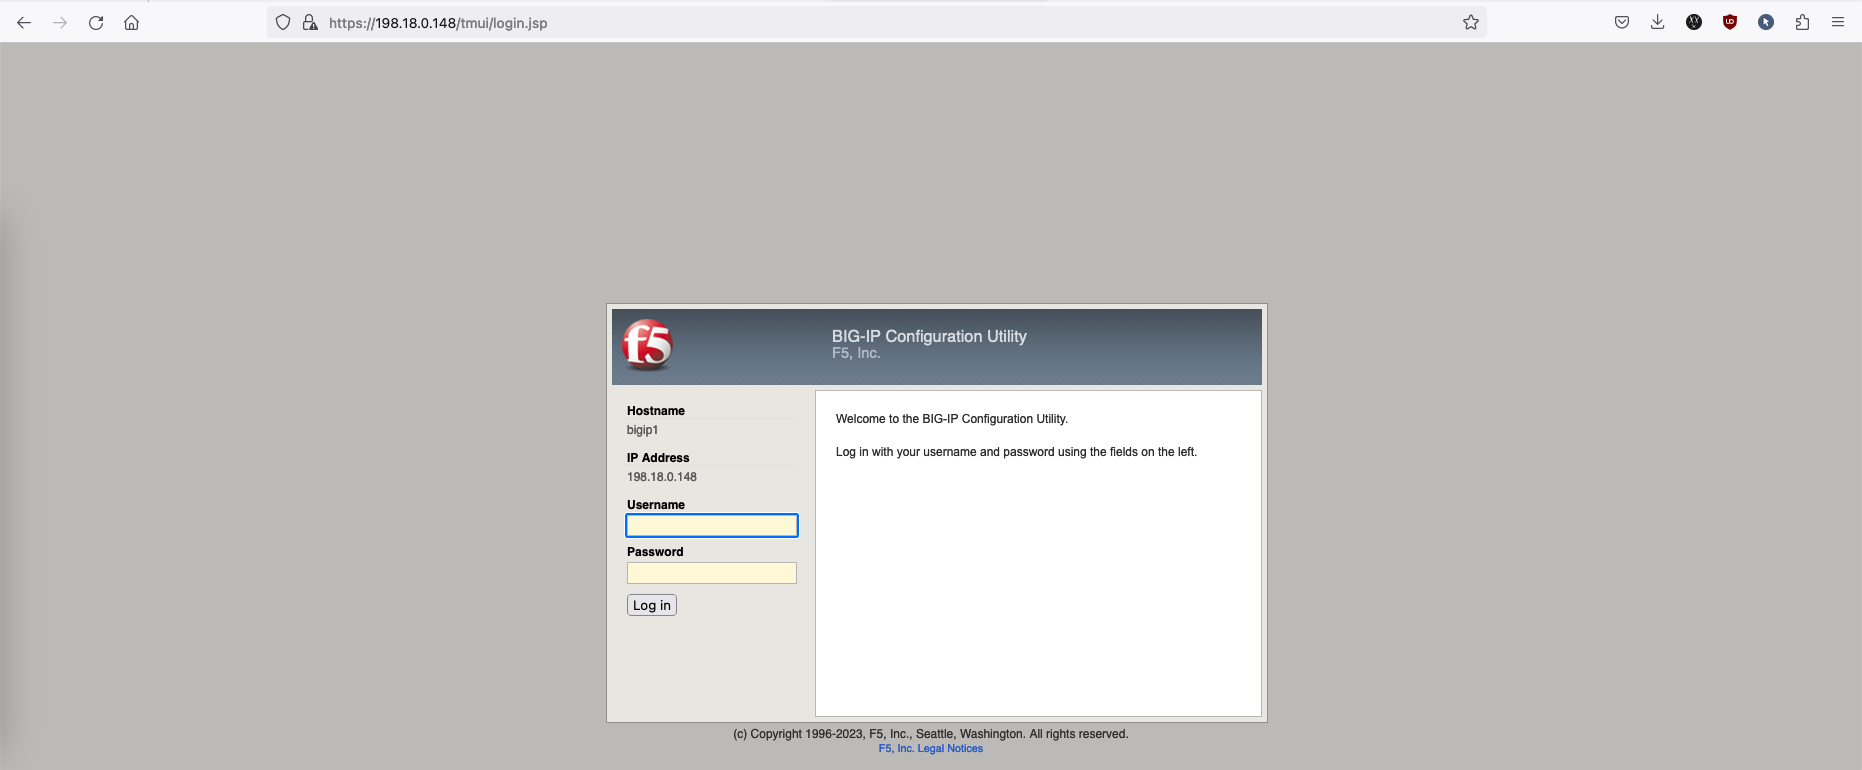 https://198.18.0.148/tmui/login.jsp
f5
BIG-IP Configuration Utility
F5, Inc.
Hostname
bigip1
IP Address
198.18.0.148
Username
Password
Log in
Welcome to the BIG-IP Configuration Utility.
Log in with your username and password using the fields on the left.
(c) Copyright 1996-2023, F5, Inc., Seattle, Washington. All rights reserved.
F5, Inc. Legal Notices